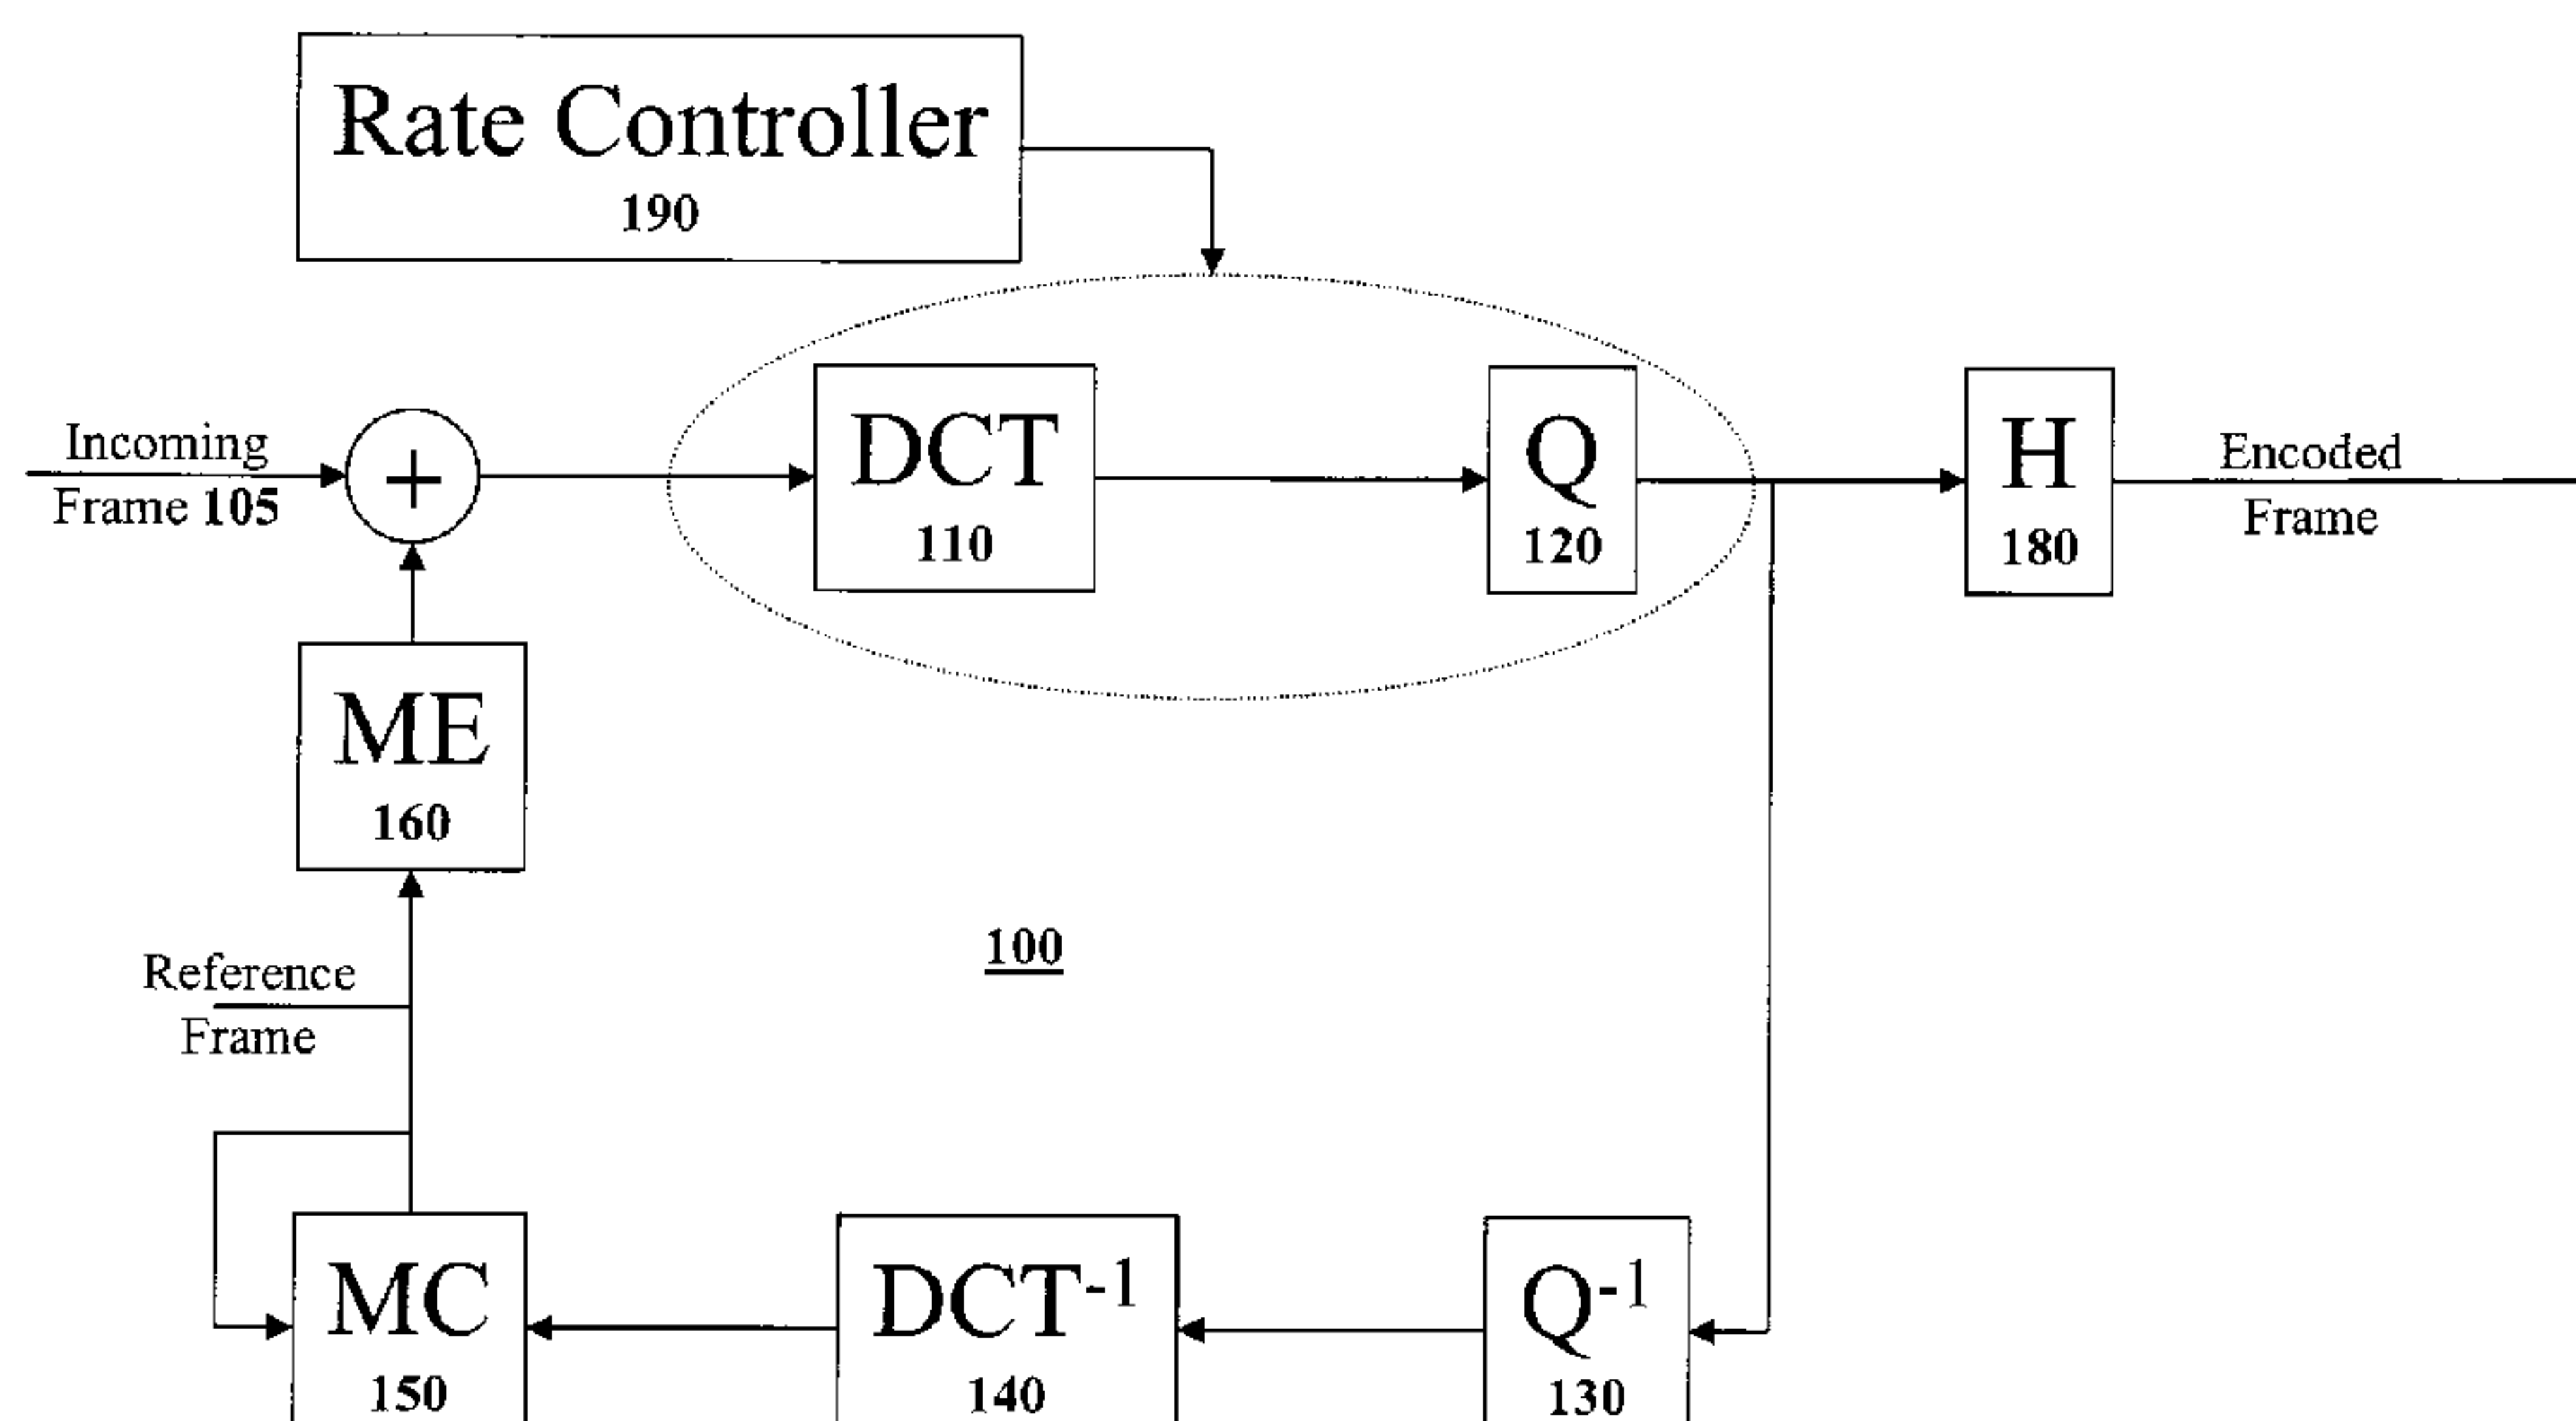 Rate Controller
190
Incoming
Frame 105
+
DCT
110
Q
120
H
180
Encoded
Frame
ME
160
100
Reference
Frame
MC
150
DCT-1
140
Q-1
130